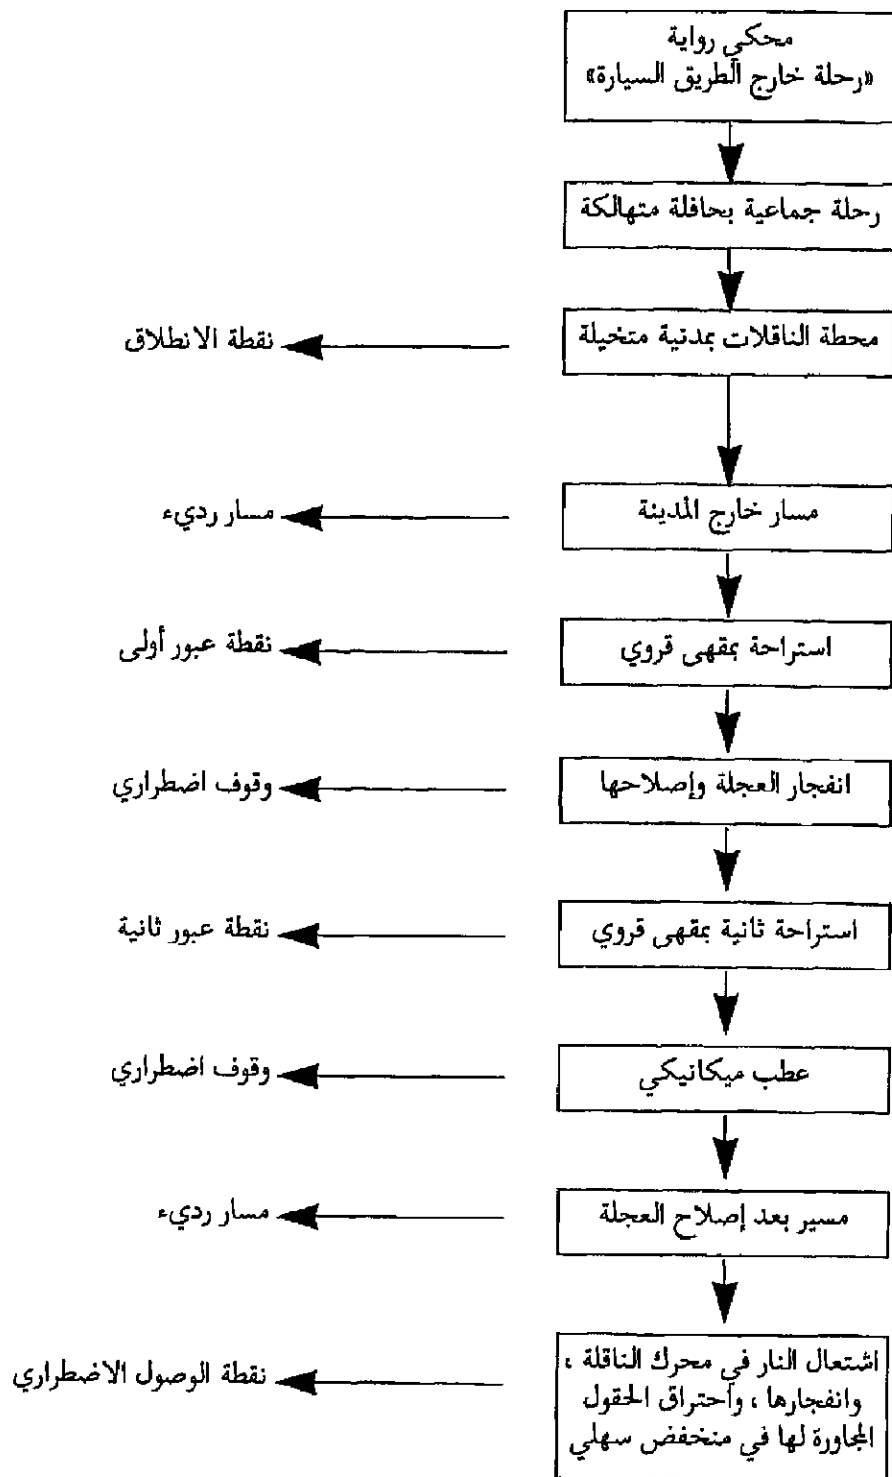 محكي رواية
«رحلة خارج الطريق السيارة»
رحلة جماعية بحافلة متهالكة
محطة الناقلات بمدنية متخيلة
نقطة الانطلاق
مسار خارج المدينة
مسار رديء
استراحة بمقهى قروي
نقطة عبور أولى
انفجار العجلة وإصلاحها
وقوف اضطراري
استراحة ثانية بمقهى قروي
نقطة عبور ثانية
عطب ميكانيكي
وقوف اضطراري
مسير بعد إصلاح العجلة
مسار رديء
اشتعال النار في محرك الناقلة ،
وانفجارها ، واحتراق الحقول
المجاورة لها في منخفض سهلي
نقطة الوصول الاضطراري